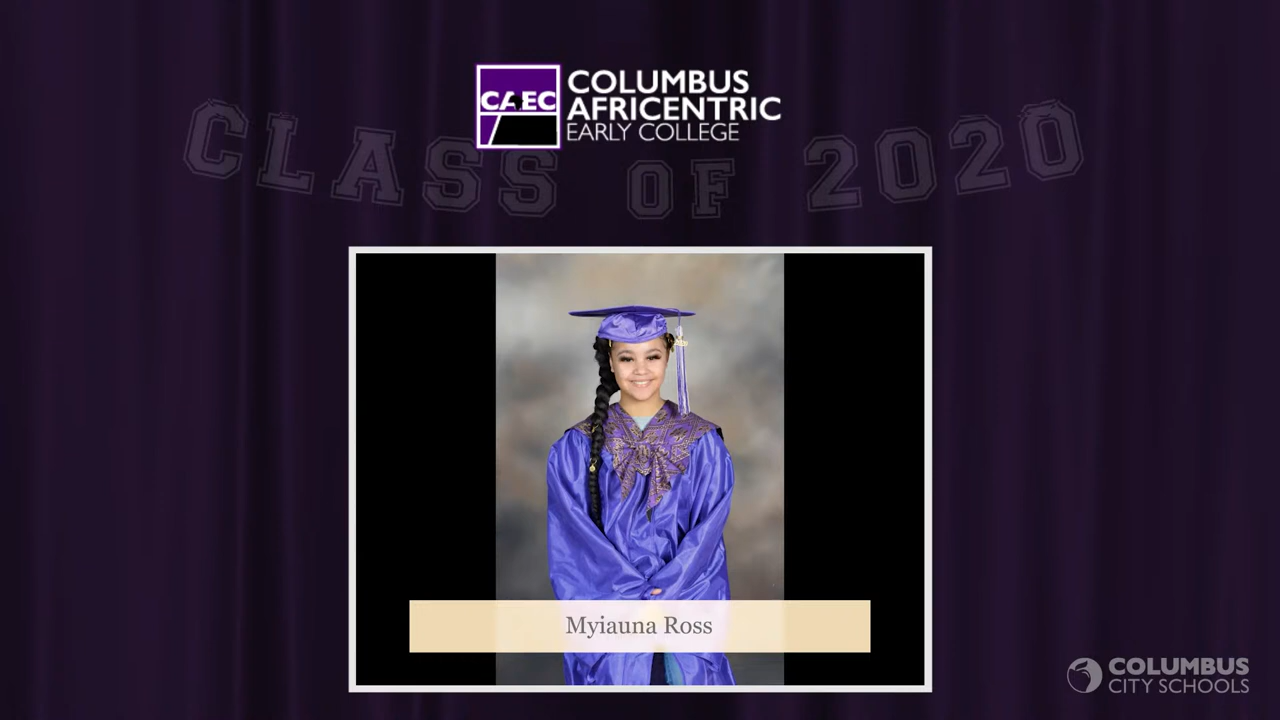 CAEC
COLUMBUS
AFRICENTRIC
EARLY COLLEGE
CLASS OF 2020
Myiauna Ross
COLUMBUS
CITY SCHOOLS